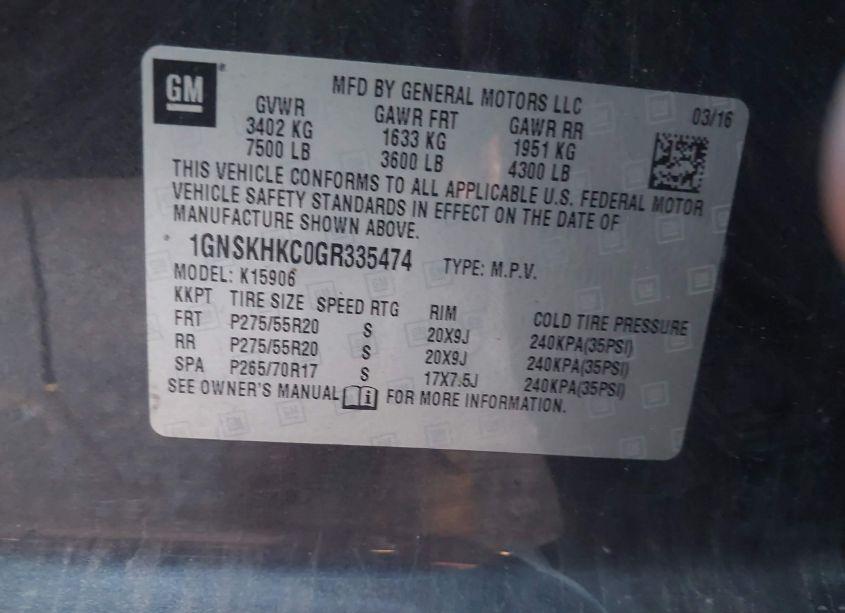 GM
MFD BY GENERAL MOTORS LLC
03/16
GVWR GAWR FRT GAWR RR
3402 KG 1633 KG 1951 KG
7500 LB 3600 LB 4300 LB
THIS VEHICLE CONFORMS TO ALL APPLICABLE U.S. FEDERAL MOTOR
VEHICLE SAFETY STANDARDS IN EFFECT ON THE DATE OF
MANUFACTURE SHOWN ABOVE.
1GNSKHKC0GR335474 TYPE: M.P.V.
MODEL: K15906
KKPT TIRE SIZE SPEED RTG RIM COLD TIRE PRESSURE
FRT P275/55R20 S 20X9J 240KPA(35PSI)
RR P275/55R20 S 20X9J 240KPA(35PSI)
SPA P265/70R17 S 17X7.5J 240KPA(35PSI)
SEE OWNER'S MANUAL i FOR MORE INFORMATION.